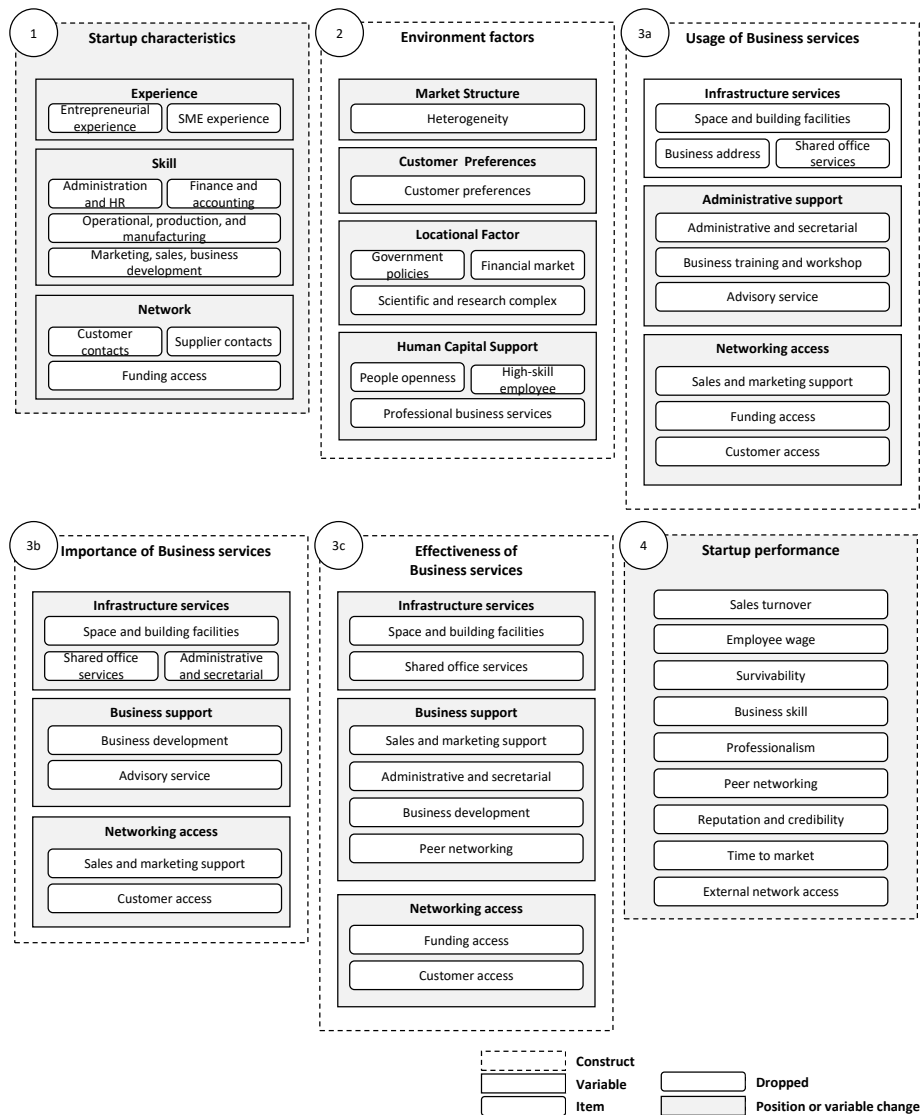 1
Startup characteristics
Experience
Entrepreneurial
experience
SME experience
Skill
Administration
and HR
Finance and
accounting
Operational, production, and
manufacturing
Marketing, sales, business
development
Network
Customer
contacts
Supplier contacts
Funding access
2
Environment factors
Market Structure
Heterogeneity
Customer Preferences
Customer preferences
Locational Factor
Government
policies
Financial market
Scientific and research complex
Human Capital Support
People openness
High-skill
employee
Professional business services
3a
Usage of Business services
Infrastructure services
Space and building facilities
Business address
Shared office
services
Administrative support
Administrative and secretarial
Business training and workshop
Advisory service
Networking access
Sales and marketing support
Funding access
Customer access
3b
Importance of Business services
Infrastructure services
Space and building facilities
Shared office
services
Administrative
and secretarial
Business support
Business development
Advisory service
Networking access
Sales and marketing support
Customer access
3c
Effectiveness of
Business services
Infrastructure services
Space and building facilities
Shared office services
Business support
Sales and marketing support
Administrative and secretarial
Business development
Peer networking
Networking access
Funding access
Customer access
4
Startup performance
Sales turnover
Employee wage
Survivability
Business skill
Professionalism
Peer networking
Reputation and credibility
Time to market
External network access
Construct
Variable
Item
Dropped
Position or variable change